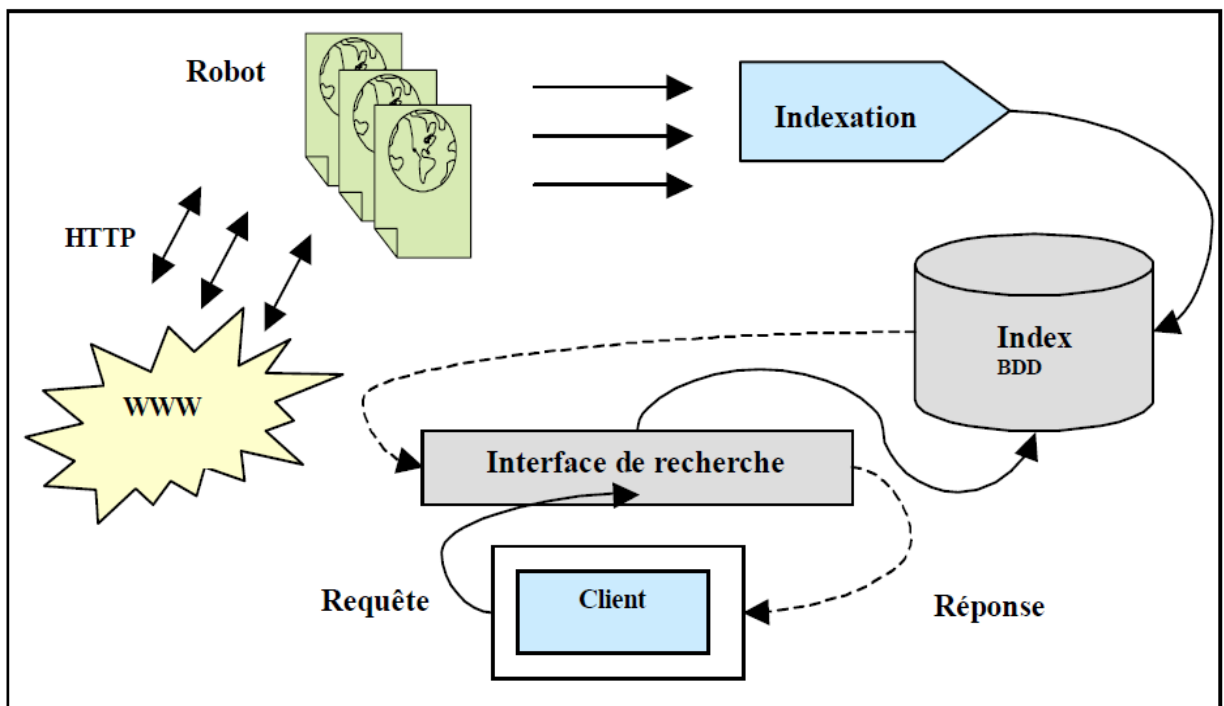 Robot
Indexation
HTTP
Index
BDD
WWW
Interface de recherche
Requête
Client
Réponse